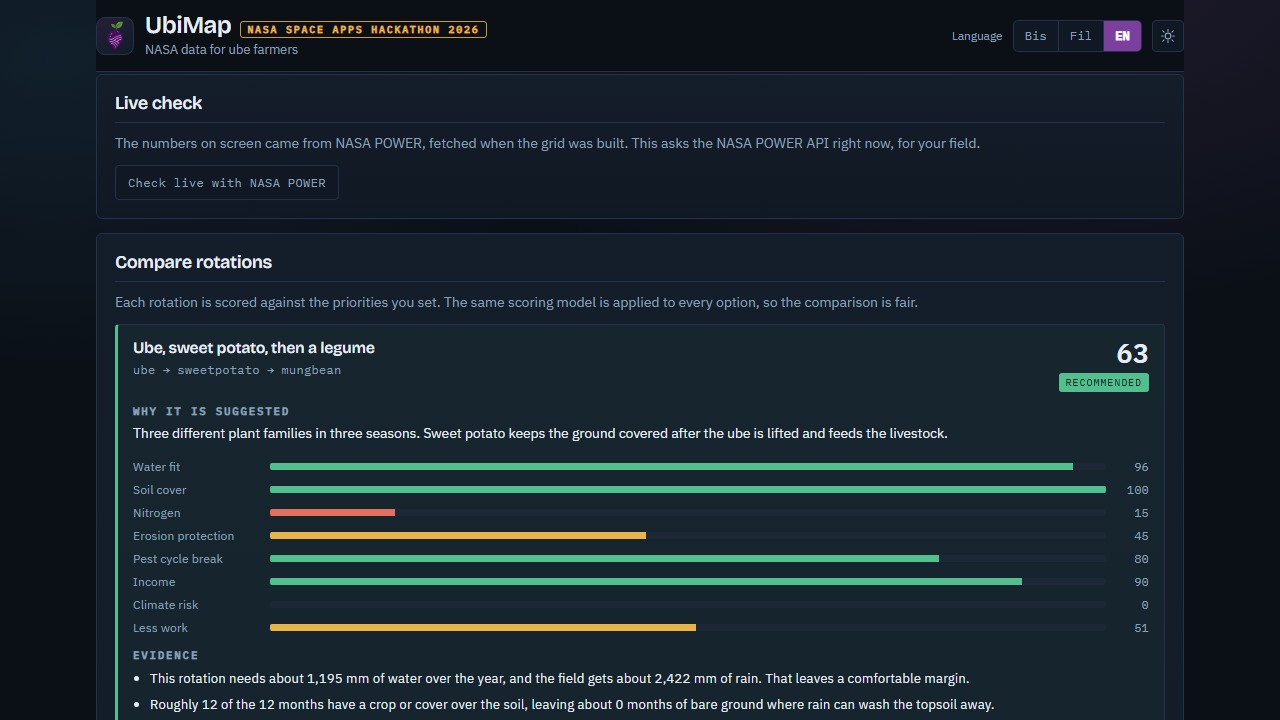 UbiMap NASA SPACE APPS HACKATHON 2026
NASA data for ube farmers
Language Bis Fil EN
Live check
The numbers on screen came from NASA POWER, fetched when the grid was built. This asks the NASA POWER API right now, for your field.
Check live with NASA POWER
Compare rotations
Each rotation is scored against the priorities you set. The same scoring model is applied to every option, so the comparison is fair.
Ube, sweet potato, then a legume 63
ube → sweetpotato → mungbean
RECOMMENDED
WHY IT IS SUGGESTED
Three different plant families in three seasons. Sweet potato keeps the ground covered after the ube is lifted and feeds the livestock.
Water fit 96
Soil cover 100
Nitrogen 15
Erosion protection 45
Pest cycle break 80
Income 90
Climate risk 0
Less work 51
EVIDENCE
• This rotation needs about 1,195 mm of water over the year, and the field gets about 2,422 mm of rain. That leaves a comfortable margin.
• Roughly 12 of the 12 months have a crop or cover over the soil, leaving about 0 months of bare ground where rain can wash the topsoil away.